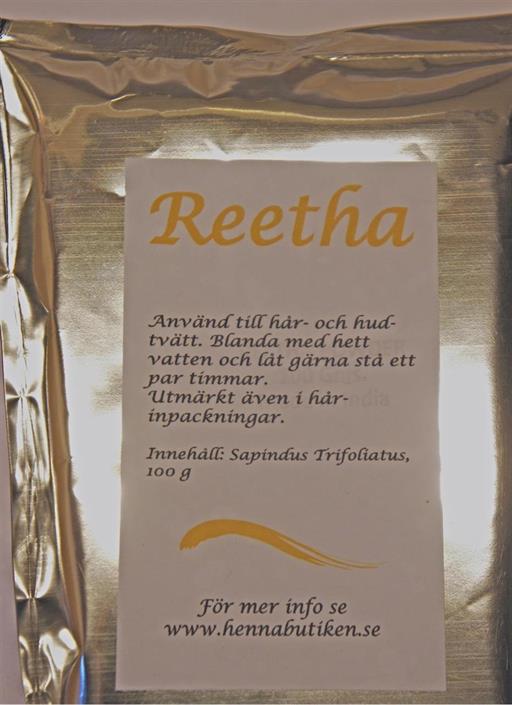 Reetha
Använd till hår- och hud-
tvätt. Blanda med hett
vatten och låt gärna stå ett
par timmar.
Utmärkt även i hår-
inpackningar.
Innehåll: Sapindus Trifoliatus,
100 g
För mer info se
www.hennabutiken.se